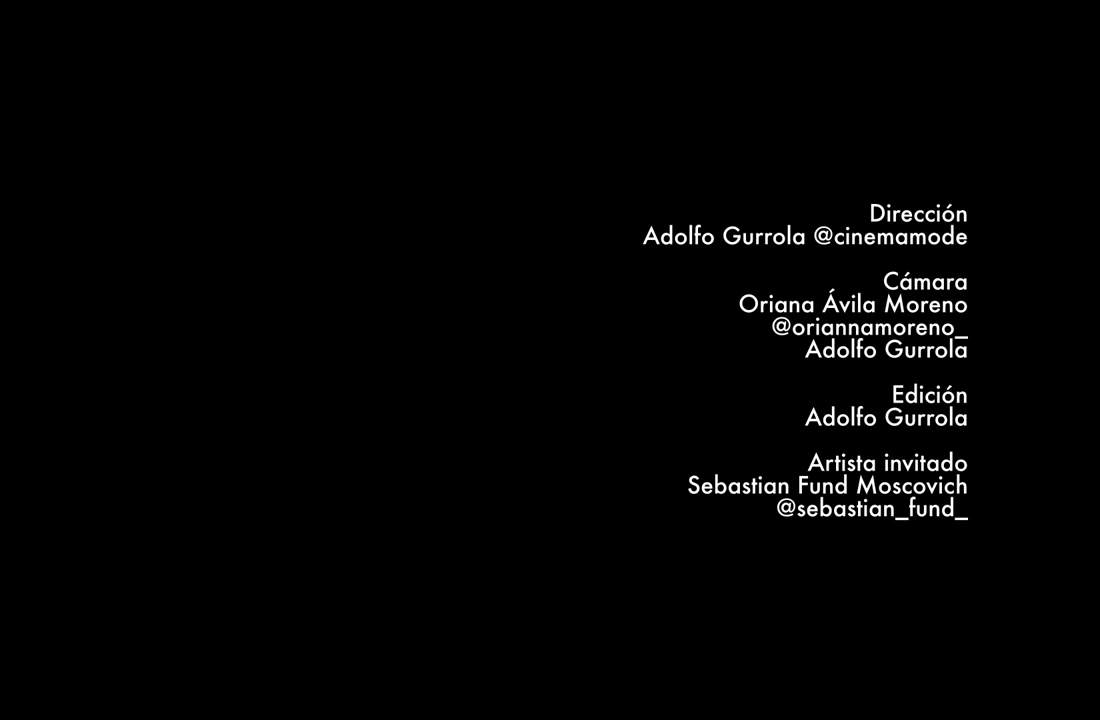 Dirección
Adolfo Gurrola @cinemamode
Cámara
Oriana Ávila Moreno
@oriannamoreno_
Adolfo Gurrola
Edición
Adolfo Gurrola
Artista invitado
Sebastian Fund Moscovich
@sebastian_fund_